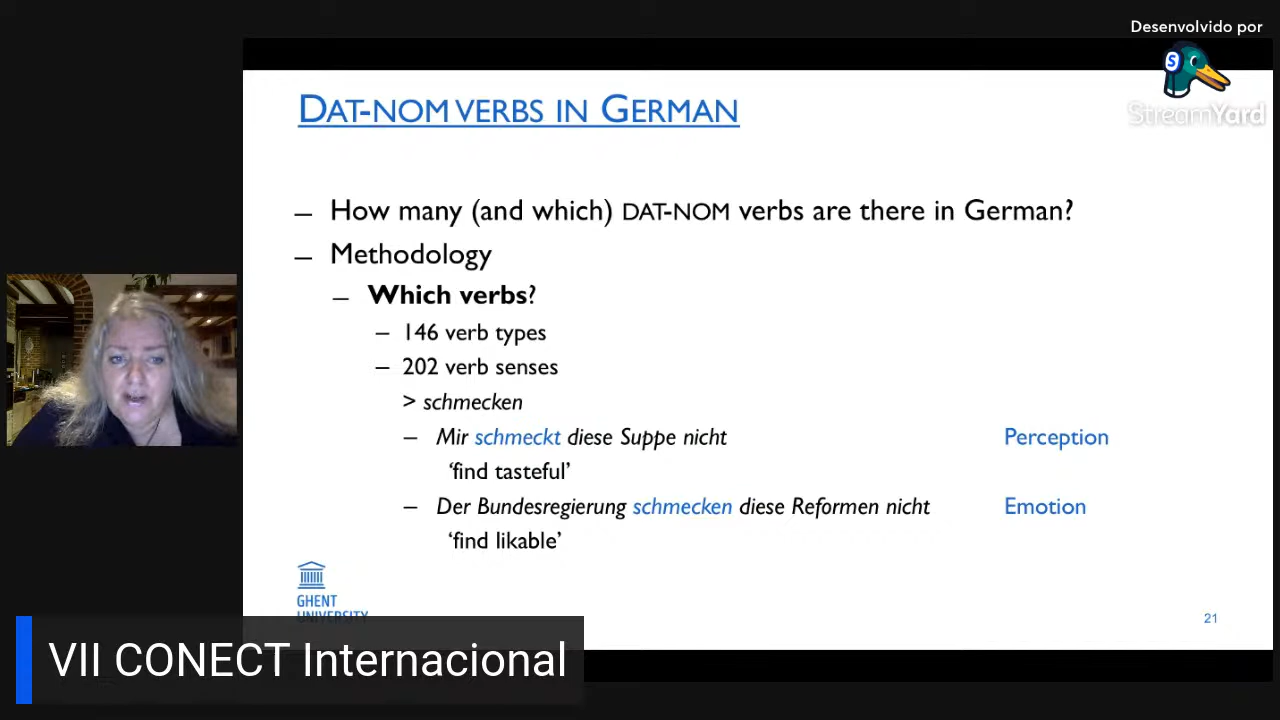 Desenvolvido por
StreamYard
DAT-NOM VERBS IN GERMAN
– How many (and which) DAT-NOM verbs are there in German?
– Methodology
– Which verbs?
– 146 verb types
– 202 verb senses
> schmecken
– Mir schmeckt diese Suppe nicht Perception
‘find tasteful’
– Der Bundesregierung schmecken diese Reformen nicht Emotion
‘find likable’
GHENT
UNIVERSITY
21
VII CONECT Internacional